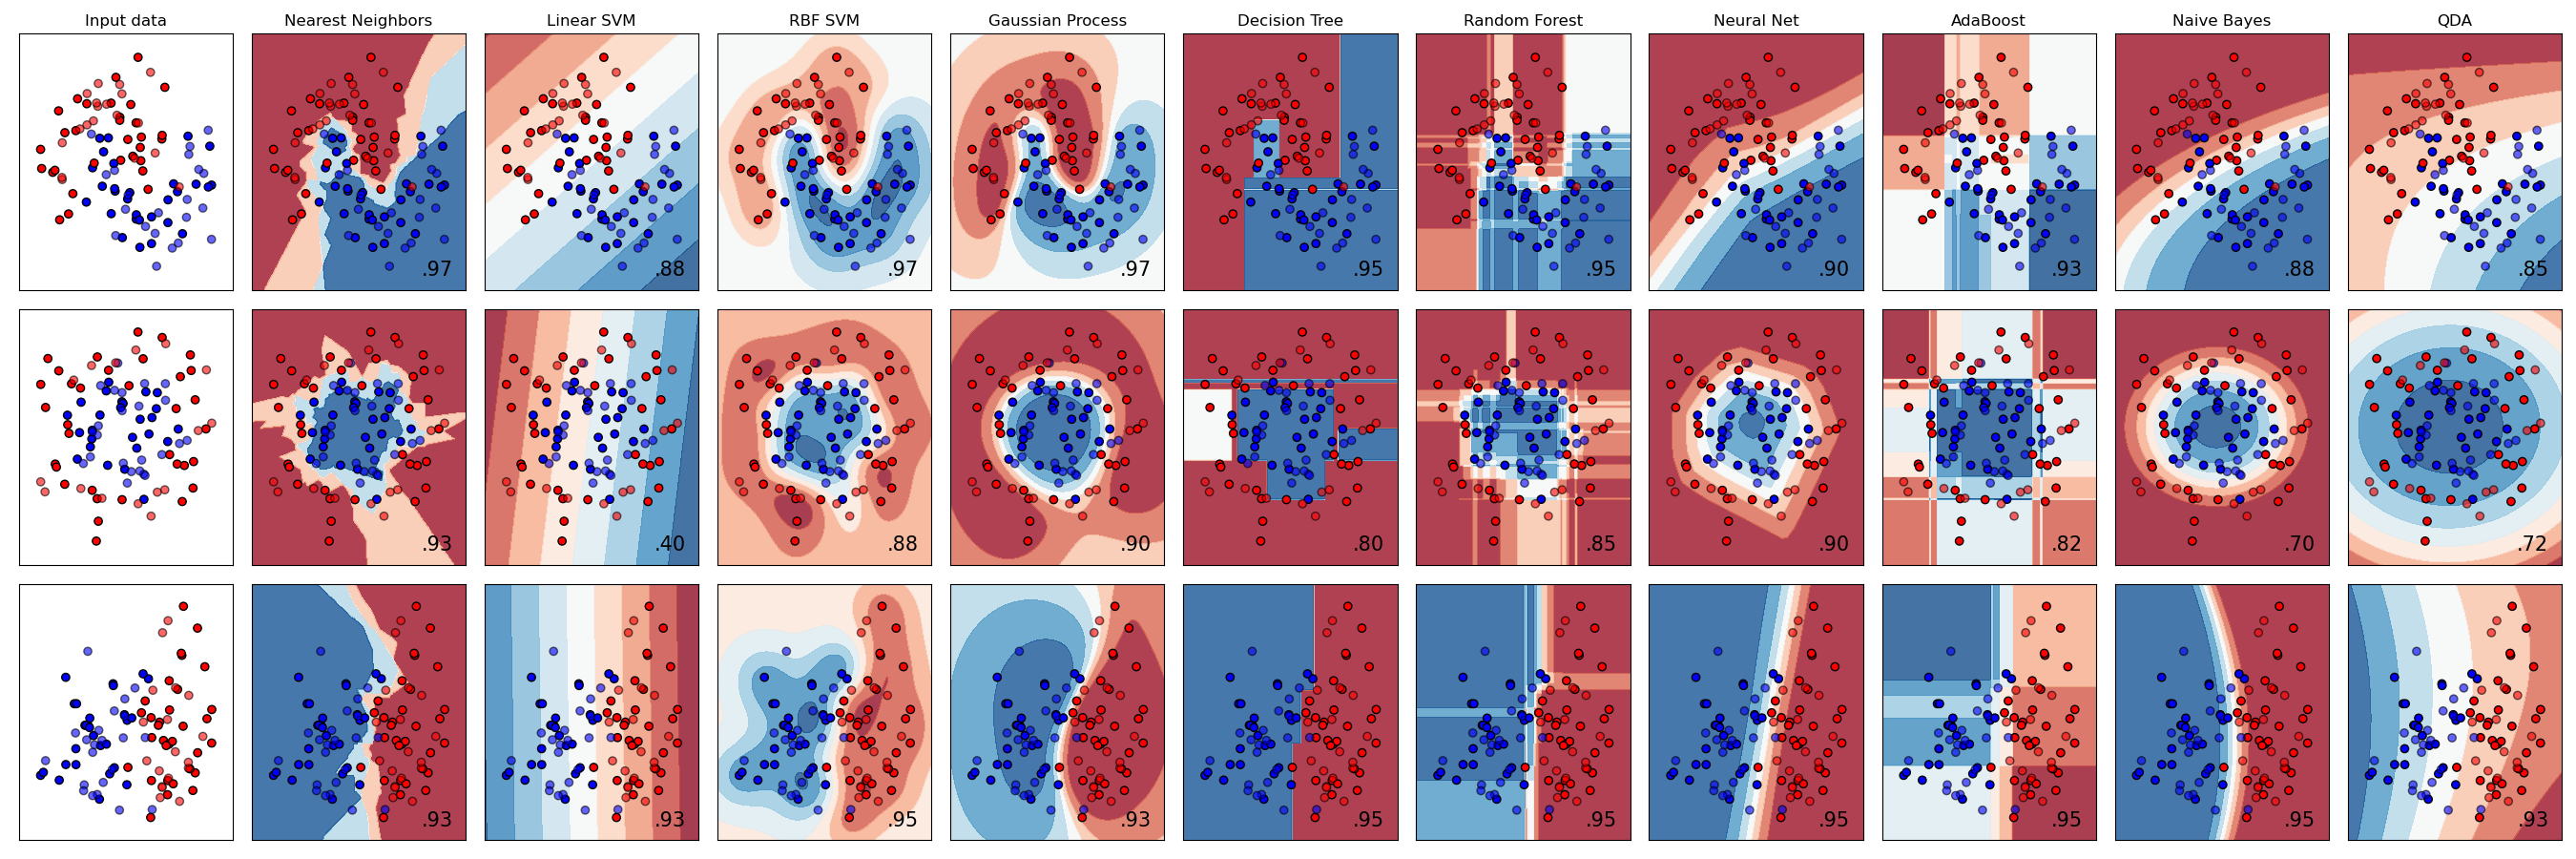 Input data Nearest Neighbors Linear SVM RBF SVM Gaussian Process Decision Tree Random Forest Neural Net AdaBoost Naive Bayes QDA
.97 .88 .97 .97 .95 .95 .90 .93 .88 .85
.93 .40 .88 .90 .80 .85 .90 .82 .70 .72
.93 .93 .95 .93 .95 .95 .95 .95 .95 .93